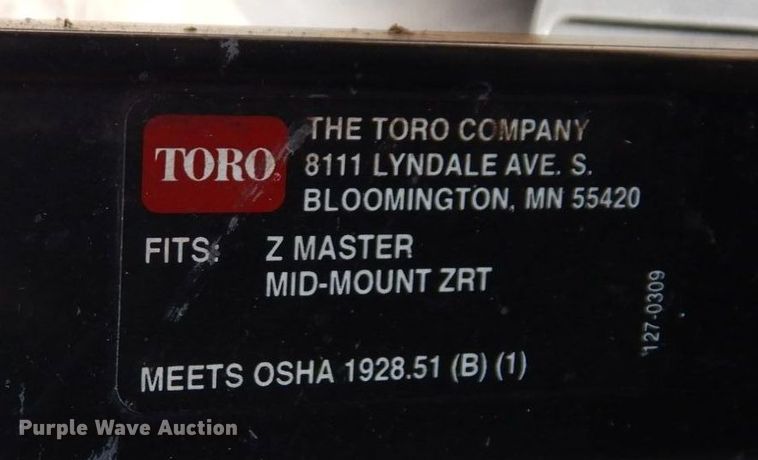 TORO
THE TORO COMPANY
8111 LYNDALE AVE. S.
BLOOMINGTON, MN 55420
FITS: Z MASTER
MID-MOUNT ZRT
127-0309
MEETS OSHA 1928.51 (B) (1)
Purple Wave Auction